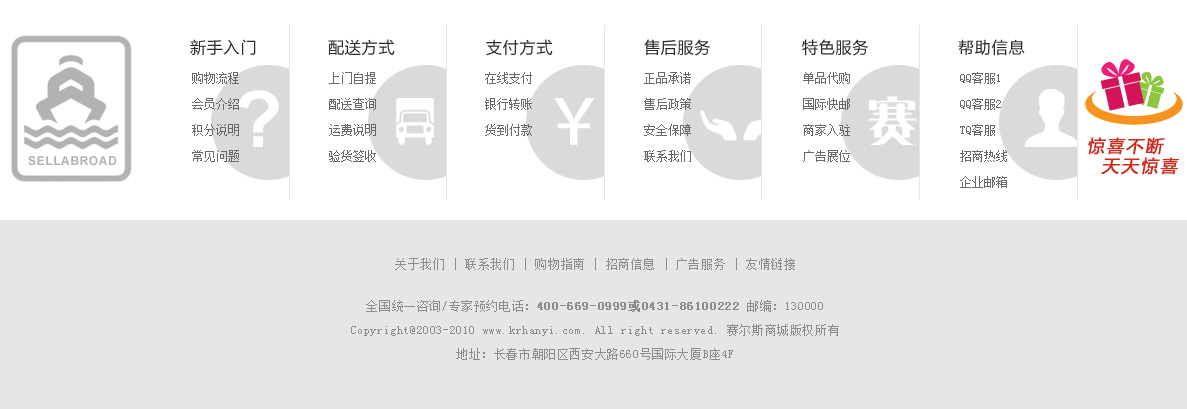 SELLABROAD
新手入门
购物流程
会员介绍
积分说明
常见问题
?
配送方式
上门自提
配送查询
运费说明
验货签收
支付方式
在线支付
银行转账
货到付款
¥
售后服务
正品承诺
售后政策
安全保障
联系我们
特色服务
单品代购
国际快邮
商家入驻
广告展位
赛
帮助信息
QQ客服1
QQ客服2
TQ客服
招商热线
企业邮箱
惊喜不断
天天惊喜
关于我们 | 联系我们 | 购物指南 | 招商信息 | 广告服务 | 友情链接
全国统一咨询/专家预约电话: 400-669-0999或0431-86100222 邮编: 130000
Copyright@2003-2010 www.krhanyi.com. All right reserved. 赛尔斯商城版权所有
地址: 长春市朝阳区西安大路660号国际大厦B座4F